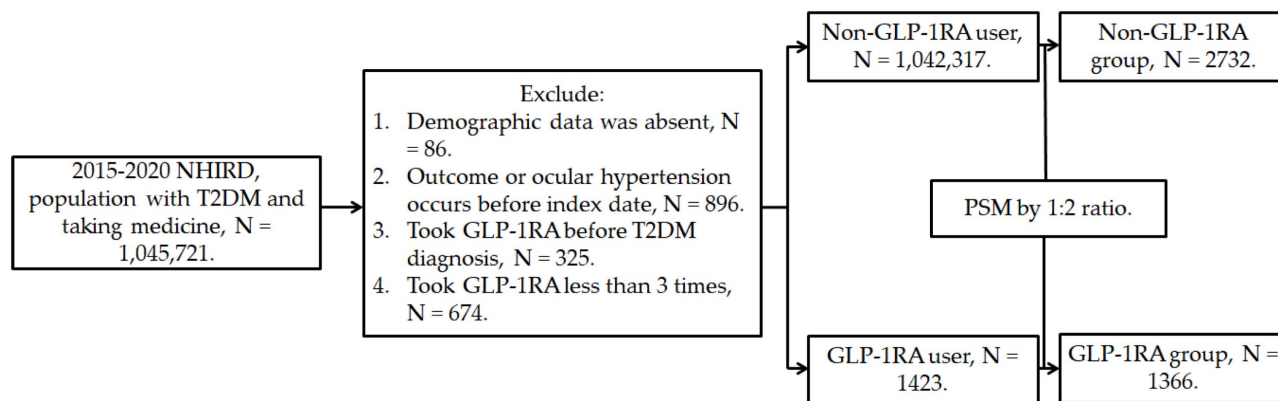 2015-2020 NHIRD,
population with T2DM and
taking medicine, N =
1,045,721.
Exclude:
1. Demographic data was absent, N
= 86.
2. Outcome or ocular hypertension
occurs before index date, N = 896.
3. Took GLP-1RA before T2DM
diagnosis, N = 325.
4. Took GLP-1RA less than 3 times,
N = 674.
Non-GLP-1RA user,
N = 1,042,317.
Non-GLP-1RA
group, N = 2732.
PSM by 1:2 ratio.
GLP-1RA user, N =
1423.
GLP-1RA group, N =
1366.